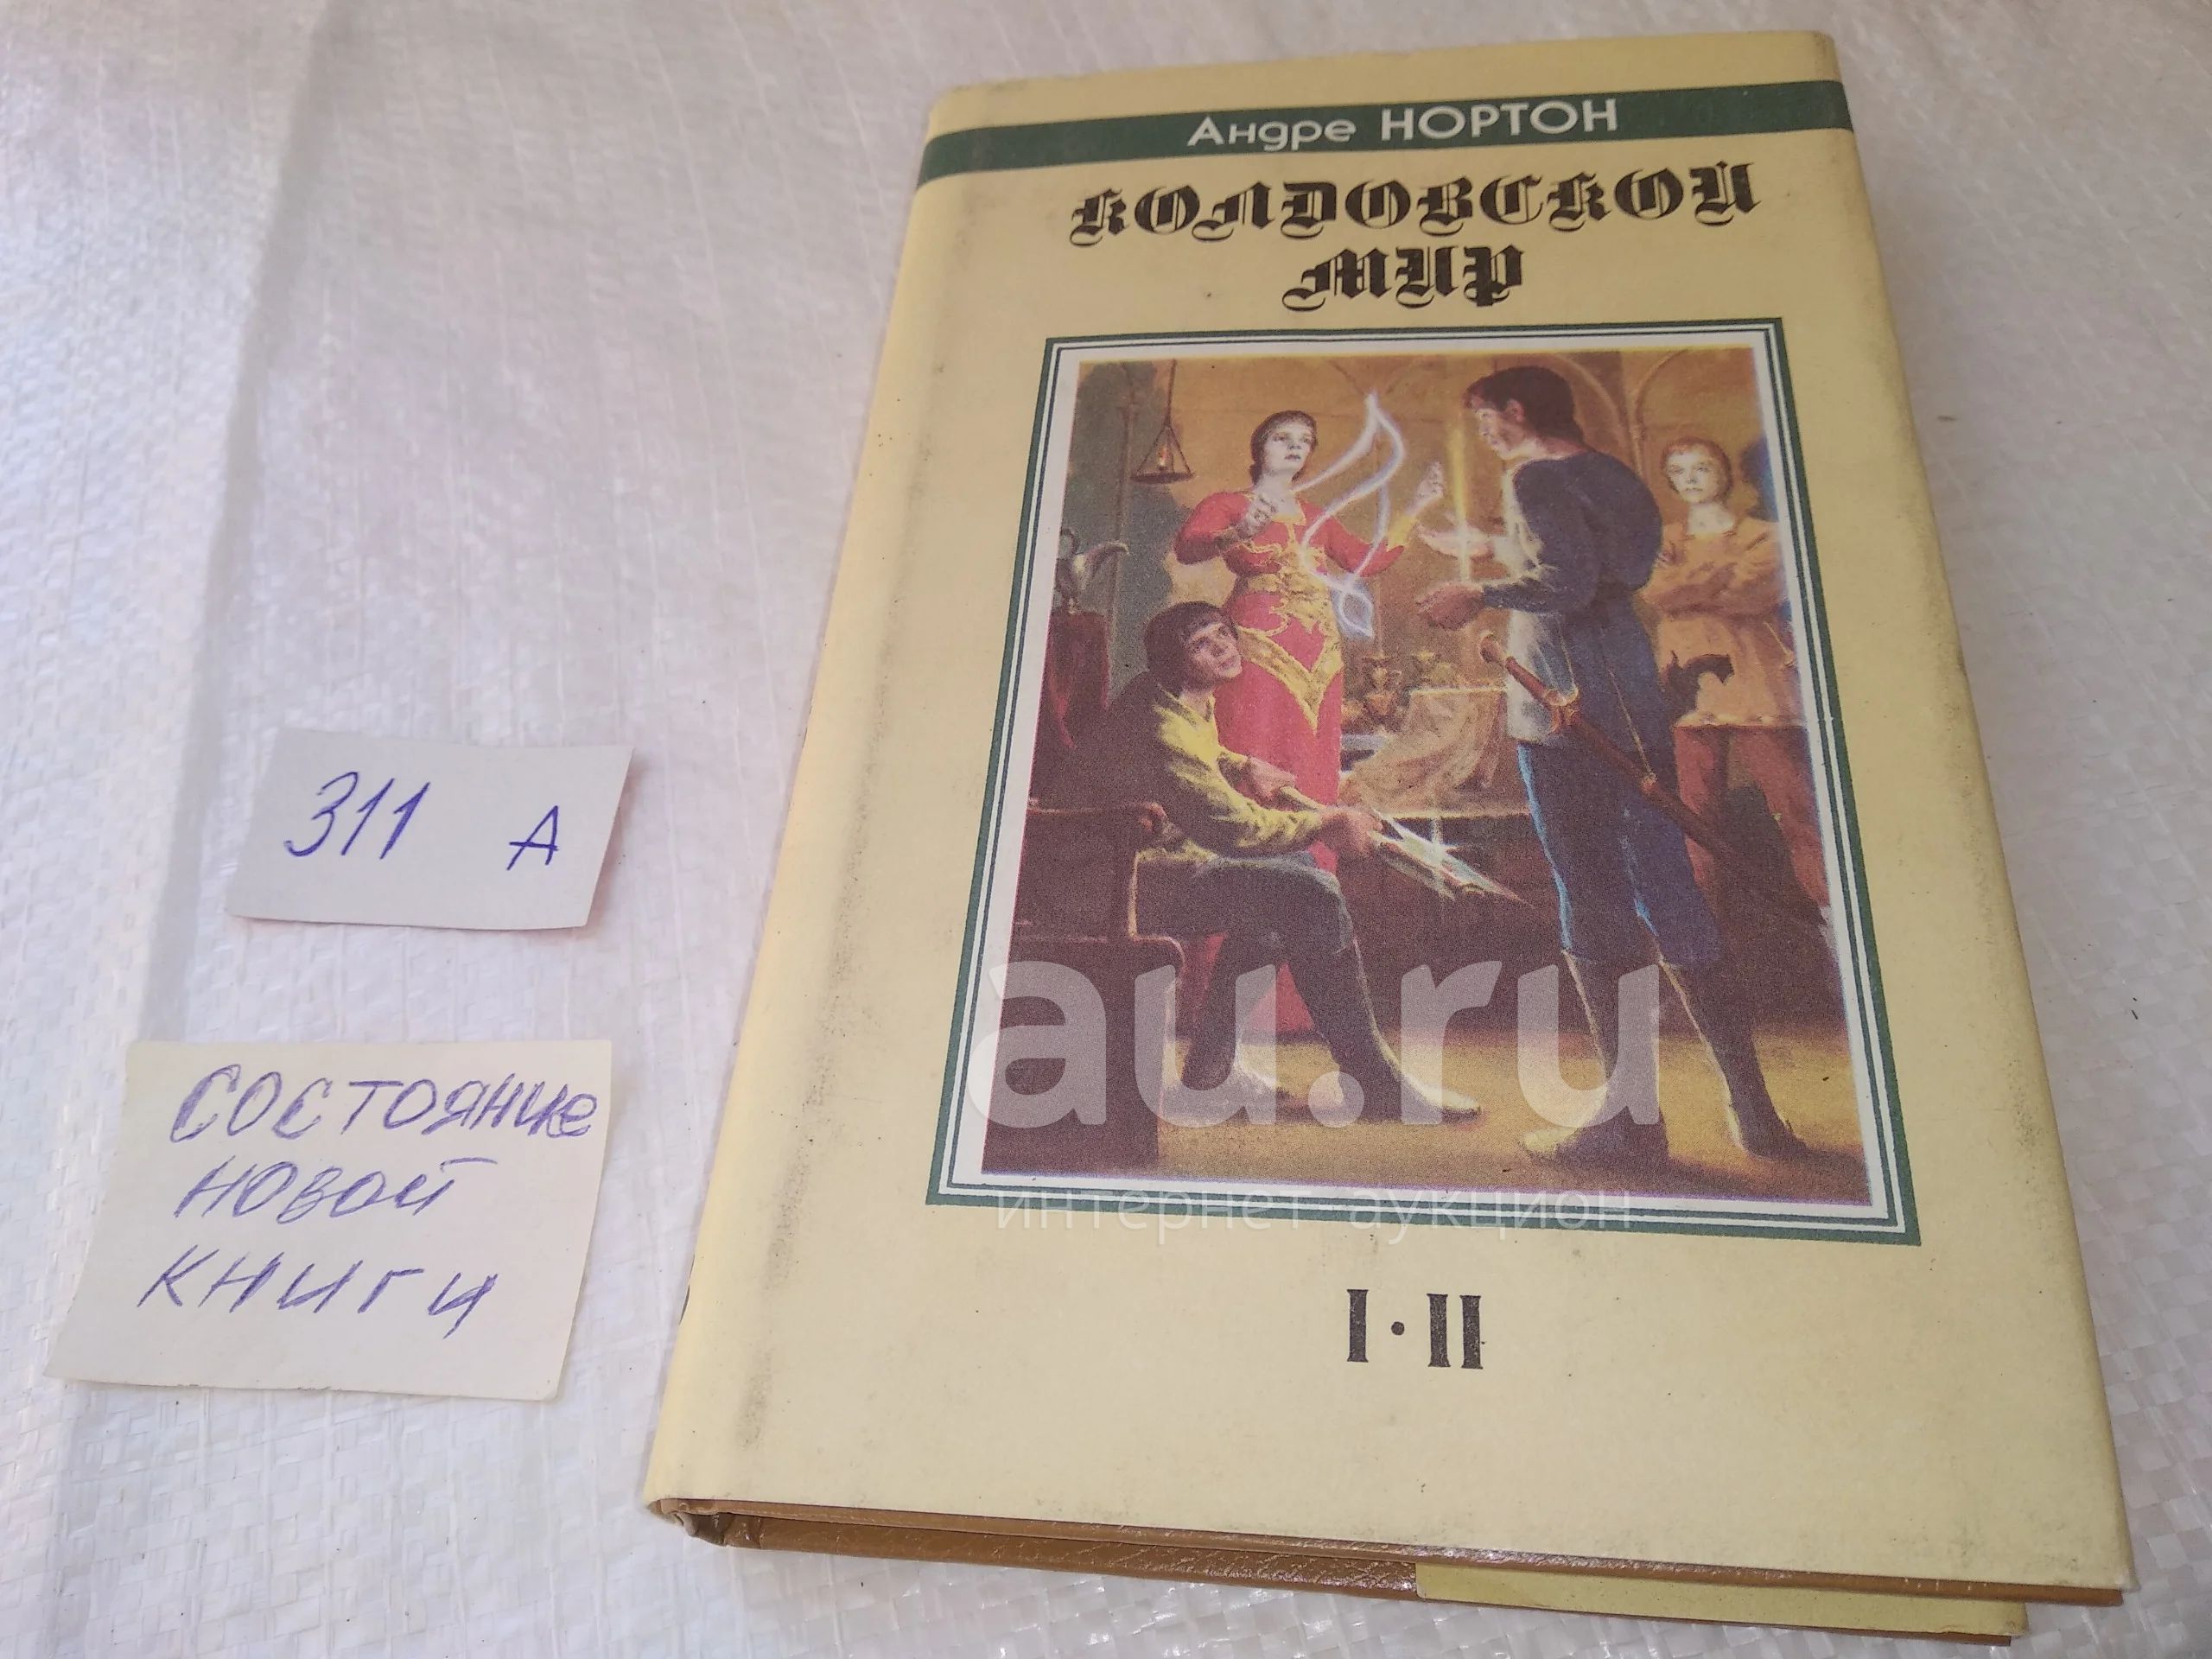 Андре НОРТОН
КОЛДОВСКОЙ
МИР
311 А
СОСТОЯНИЕ
НОВОЙ
КНИГИ
au.ru
интернет-аукцион
I·II